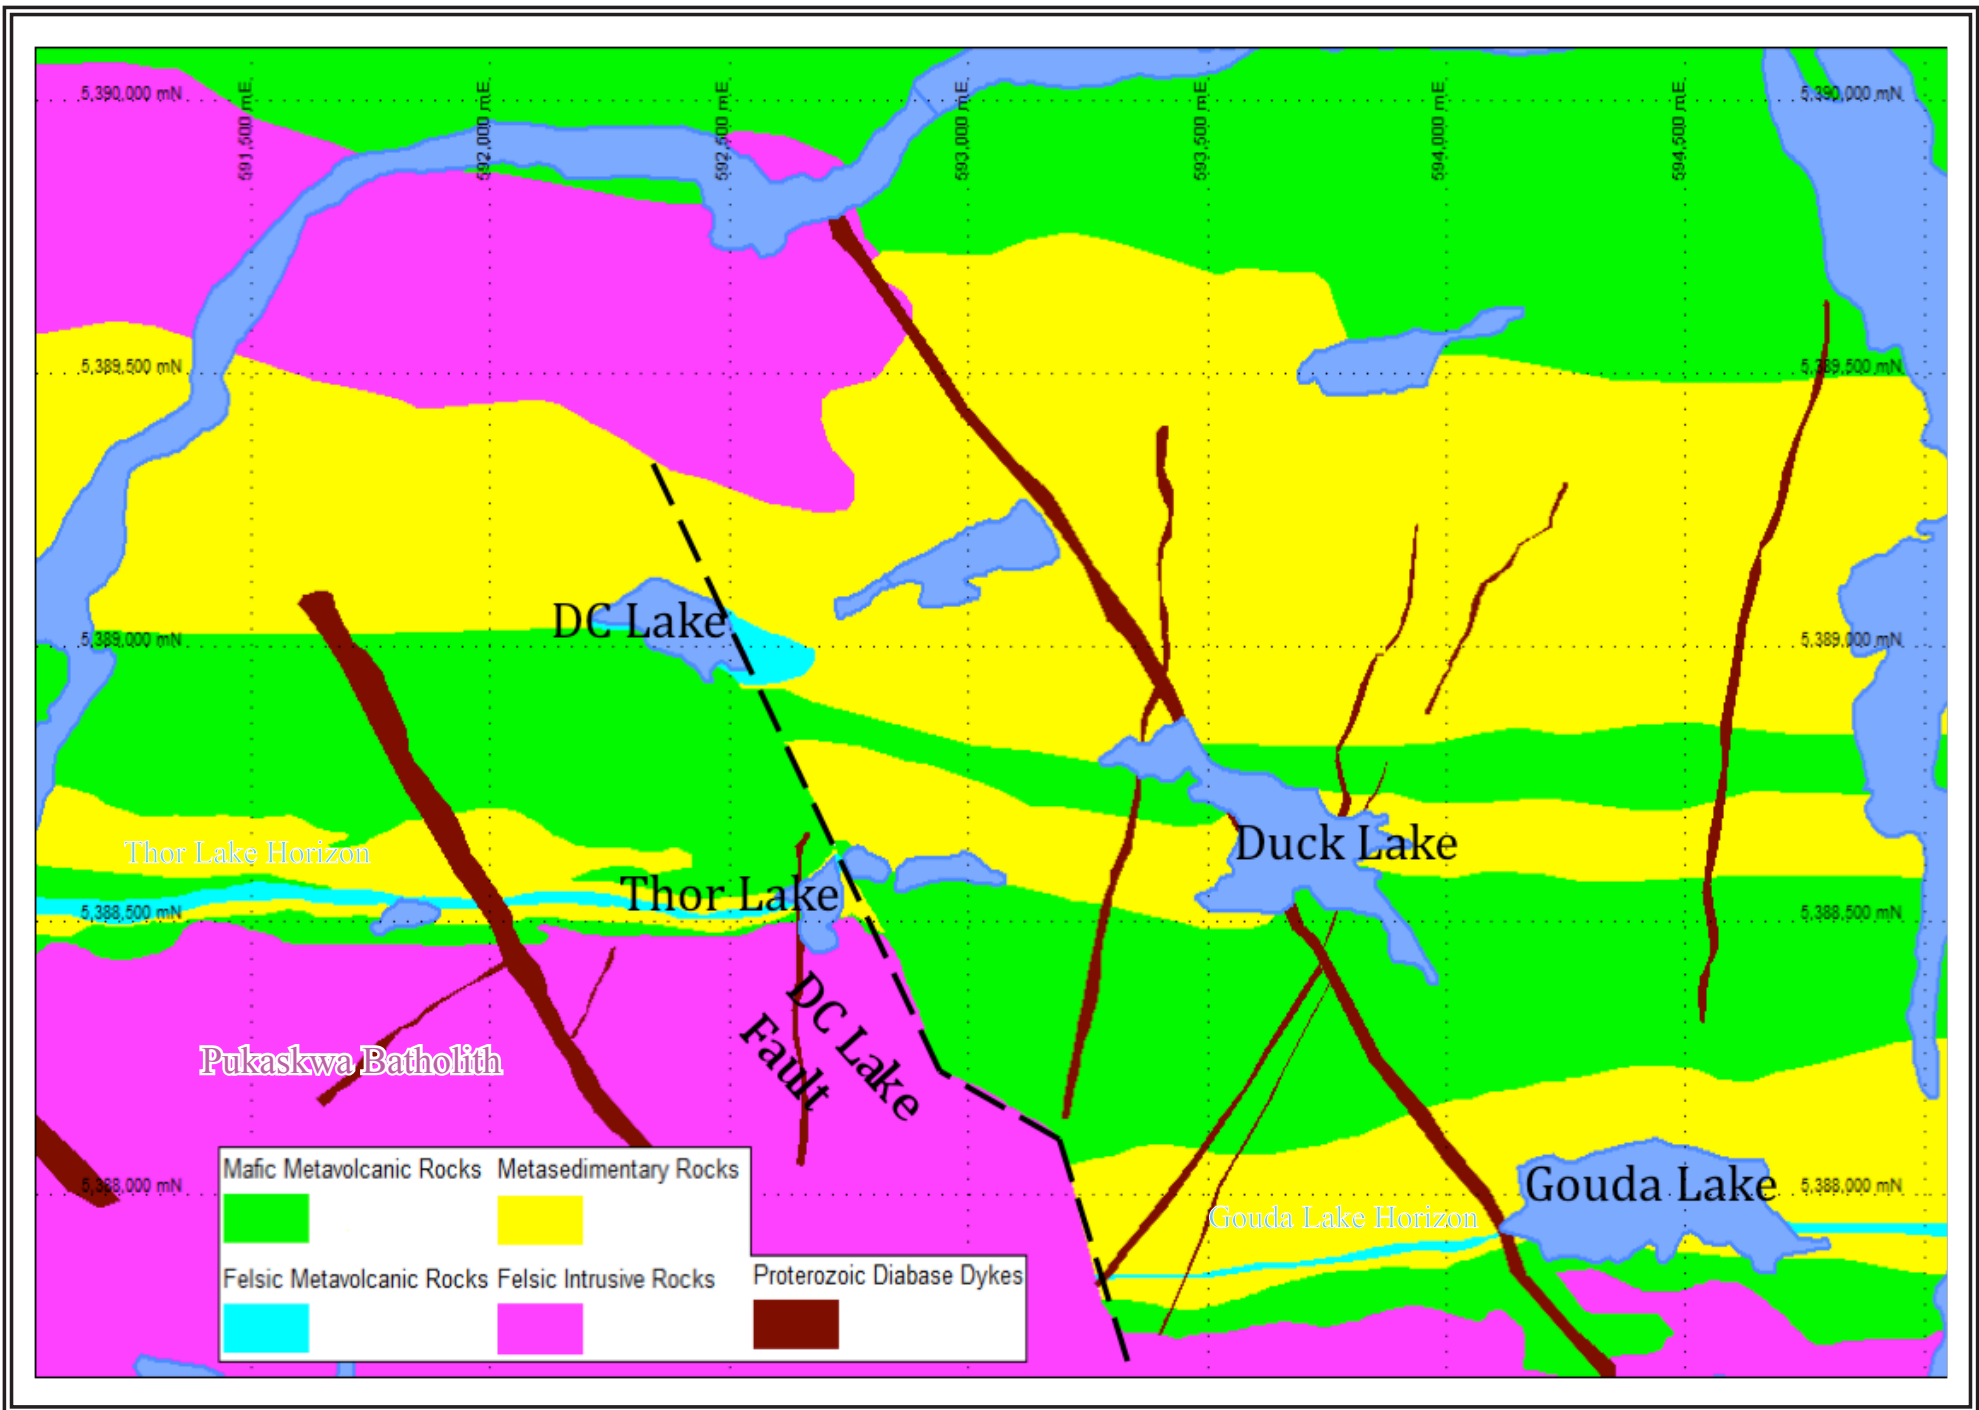 5,390,000 mN
591,500 mE
592,000 mE
592,500 mE
593,000 mE
593,500 mE
594,000 mE
594,500 mE
5,390,000 mN
5,389,500 mN
5,389,500 mN
DC Lake
5,389,000 mN
5,389,000 mN
Thor Lake Horizon
Duck Lake
Thor Lake
5,388,500 mN
5,388,500 mN
DC Lake
Fault
Pukaskwa Batholith
5,388,000 mN
Gouda Lake
5,388,000 mN
Gouda Lake Horizon
Mafic Metavolcanic Rocks
Metasedimentary Rocks
Felsic Metavolcanic Rocks
Felsic Intrusive Rocks
Proterozoic Diabase Dykes